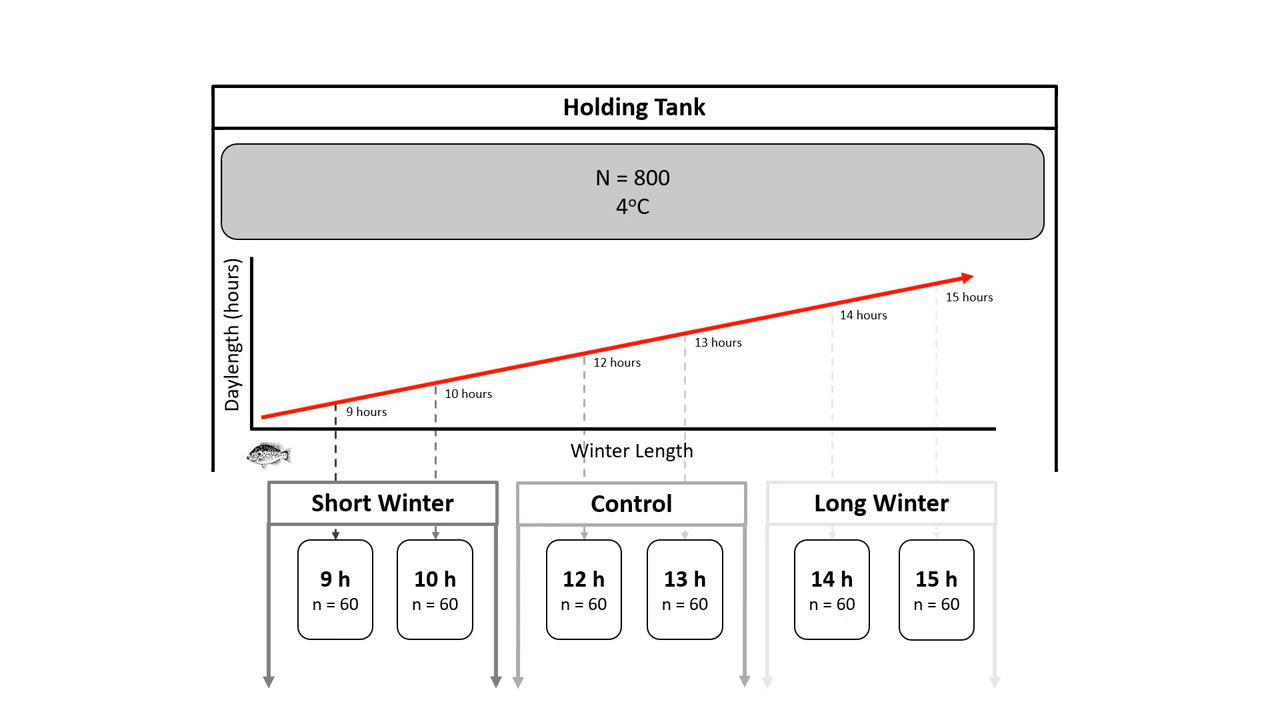 Holding Tank
N = 800
4°C
Daylength (hours)
9 hours
10 hours
12 hours
13 hours
14 hours
15 hours
Winter Length
Short Winter
Control
Long Winter
9 h
n = 60
10 h
n = 60
12 h
n = 60
13 h
n = 60
14 h
n = 60
15 h
n = 60